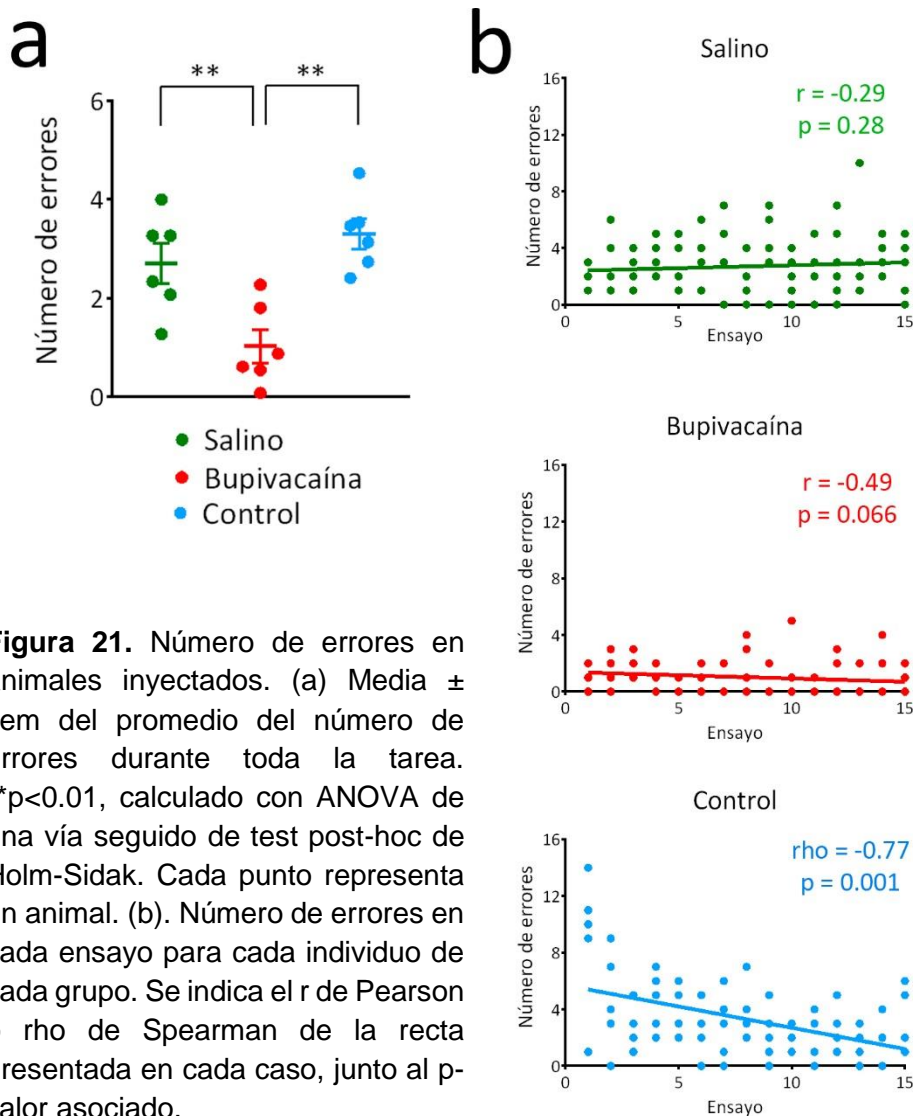 a
** **
6
4
2
0
Número de errores
Salino
Bupivacaína
Control
Figura 21. Número de errores en
animales inyectados. (a) Media ±
em del promedio del número de
rrores durante toda la tarea.
*p<0.01, calculado con ANOVA de
na vía seguido de test post-hoc de
Holm-Sidak. Cada punto representa
n animal. (b). Número de errores en
ada ensayo para cada individuo de
ada grupo. Se indica el r de Pearson
rho de Spearman de la recta
resentada en cada caso, junto al p-
alor asociado.
b
Salino
r = -0.29
p = 0.28
16
12
8
4
0
Número de errores
0 5 10 15
Ensayo
Bupivacaína
r = -0.49
p = 0.066
16
12
8
4
0
Número de errores
0 5 10 15
Ensayo
Control
rho = -0.77
p = 0.001
16
12
8
4
0
Número de errores
0 5 10 15
Ensayo